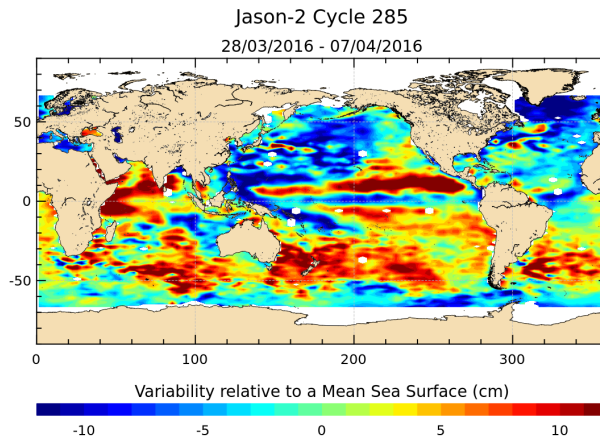 Jason-2 Cycle 285
28/03/2016 - 07/04/2016
50
0
-50
0 100 200 300
Variability relative to a Mean Sea Surface (cm)
-10 -5 0 5 10